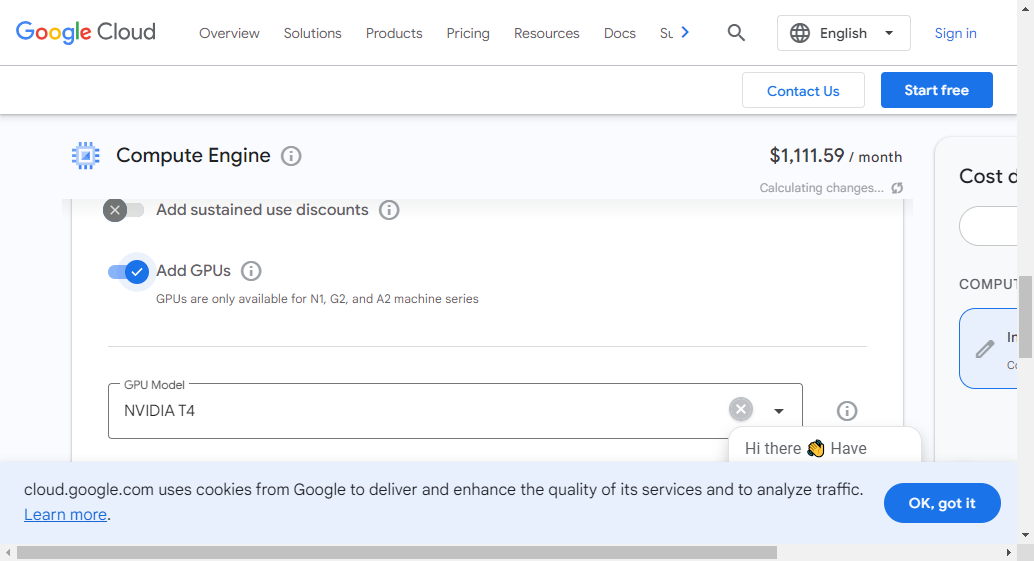 Google Cloud
Overview Solutions Products Pricing Resources Docs Su English Sign in
Contact Us Start free
Compute Engine $1,111.59 / month
Calculating changes...
Add sustained use discounts
Add GPUs
GPUs are only available for N1, G2, and A2 machine series
GPU Model
NVIDIA T4
Hi there 👋 Have
Cost d
COMPUT
In
Co
cloud.google.com uses cookies from Google to deliver and enhance the quality of its services and to analyze traffic.
Learn more.
OK, got it